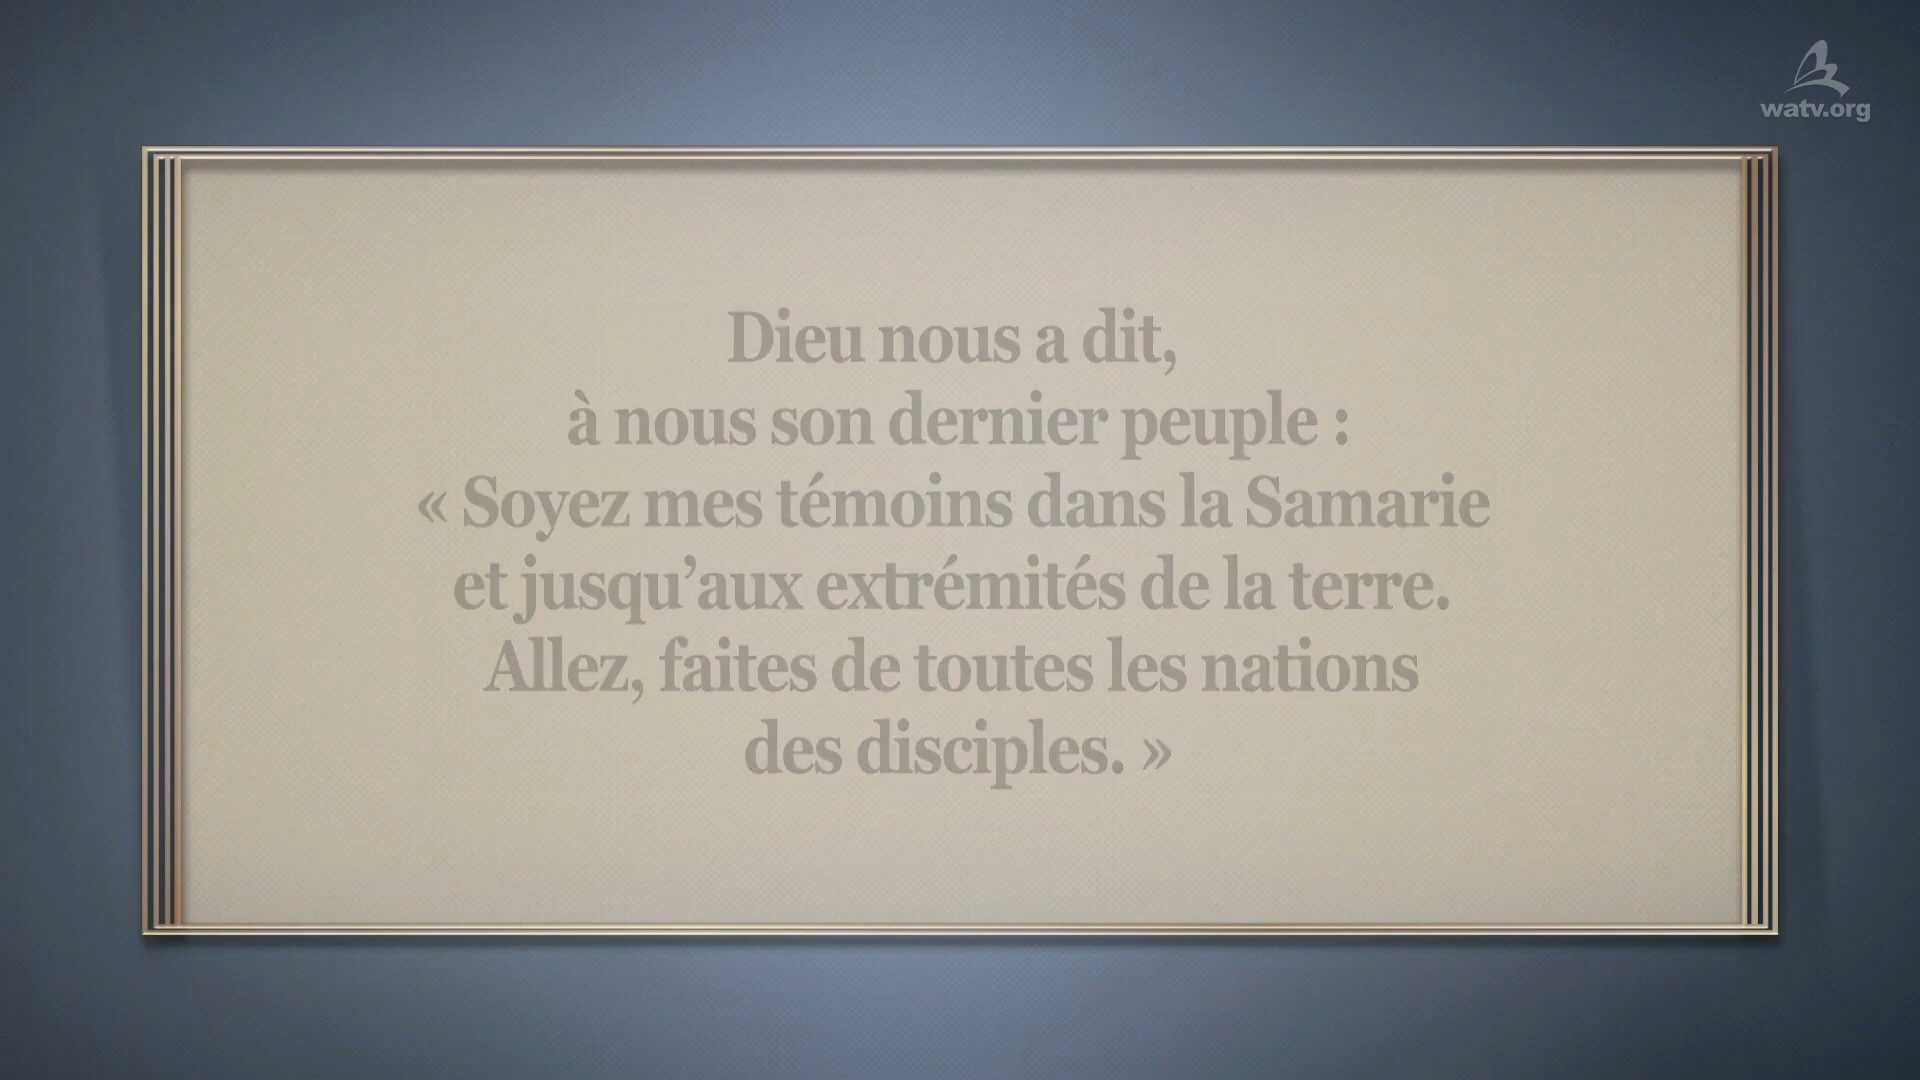 watv.org
Dieu nous a dit,
à nous son dernier peuple :
« Soyez mes témoins dans la Samarie
et jusqu’aux extrémités de la terre.
Allez, faites de toutes les nations
des disciples. »